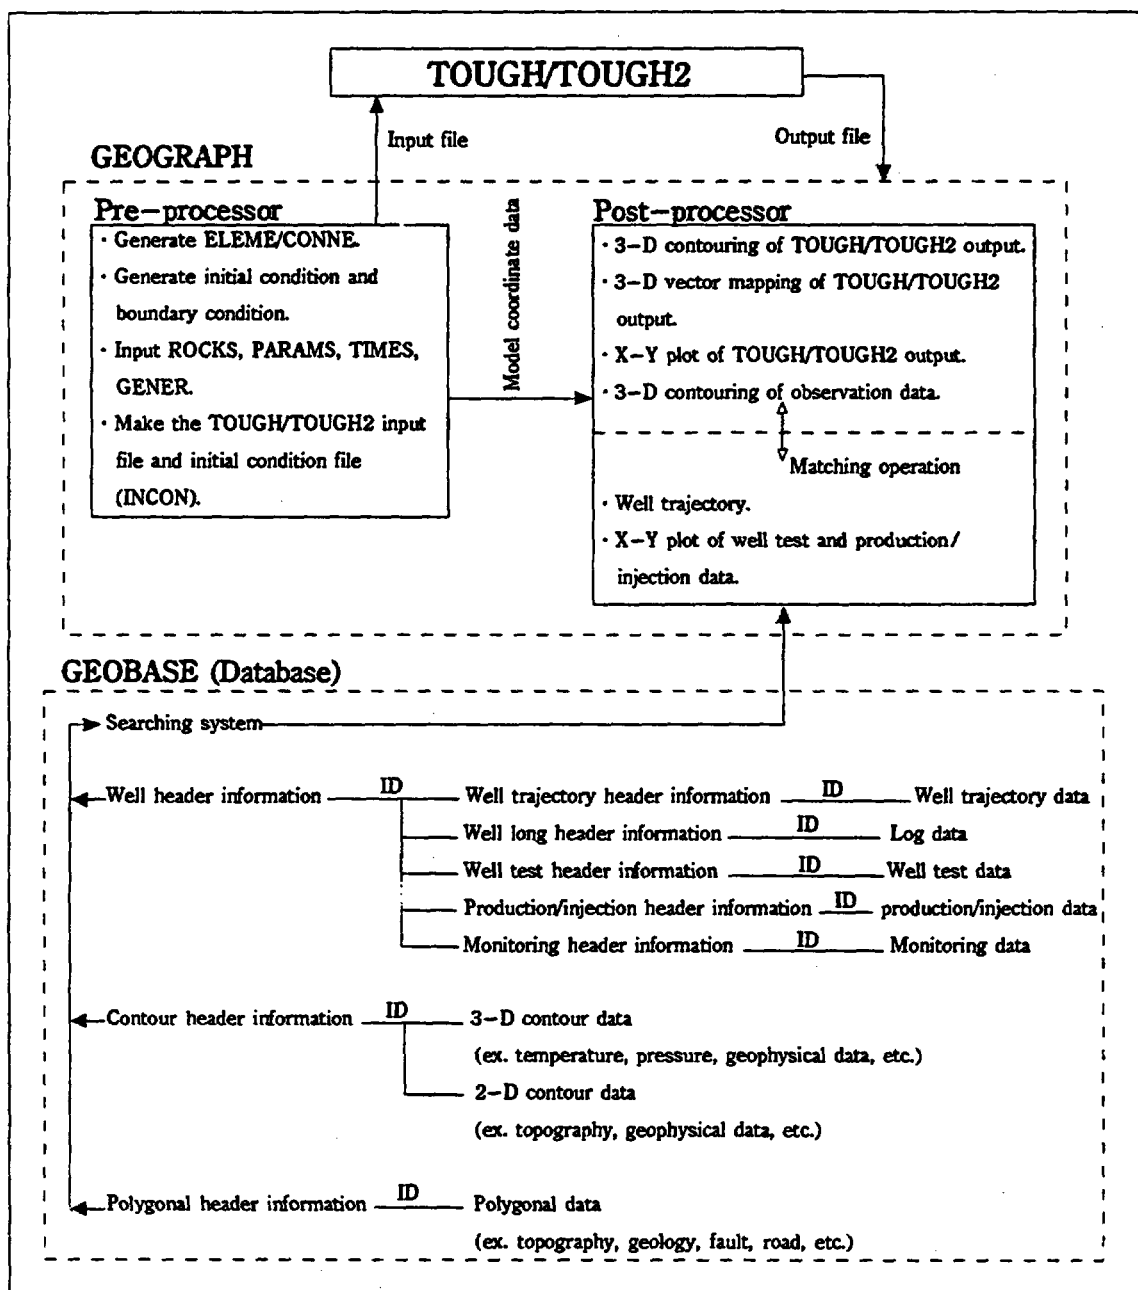 TOUGH/TOUGH2
Input file
Output file
GEOGRAPH
Pre-processor
· Generate ELEME/CONNE.
· Generate initial condition and
boundary condition.
· Input ROCKS, PARAMS, TIMES,
GENER.
· Make the TOUGH/TOUGH2 input
file and initial condition file
(INCON).
Model coordinate data
Post-processor
· 3-D contouring of TOUGH/TOUGH2 output.
· 3-D vector mapping of TOUGH/TOUGH2
output.
· X-Y plot of TOUGH/TOUGH2 output.
· 3-D contouring of observation data.
Matching operation
· Well trajectory.
· X-Y plot of well test and production/
injection data.
GEOBASE (Database)
Searching system
Well header information ID Well trajectory header information ID Well trajectory data
Well long header information ID Log data
Well test header information ID Well test data
Production/injection header information ID production/injection data
Monitoring header information ID Monitoring data
Contour header information ID 3-D contour data
(ex. temperature, pressure, geophysical data, etc.)
2-D contour data
(ex. topography, geophysical data, etc.)
Polygonal header information ID Polygonal data
(ex. topography, geology, fault, road, etc.)